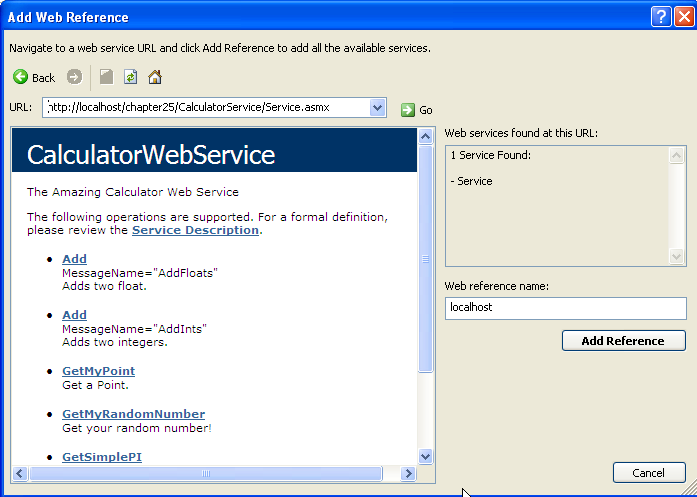 Add Web Reference
Navigate to a web service URL and click Add Reference to add all the available services.
Back
URL: http://localhost/chapter25/CalculatorService/Service.asmx Go
CalculatorWebService
The Amazing Calculator Web Service
The following operations are supported. For a formal definition,
please review the Service Description.
• Add
MessageName="AddFloats"
Adds two float.
• Add
MessageName="AddInts"
Adds two integers.
• GetMyPoint
Get a Point.
• GetMyRandomNumber
Get your random number!
• GetSimplePI
Web services found at this URL:
1 Service Found:
- Service
Web reference name:
localhost
Add Reference
Cancel